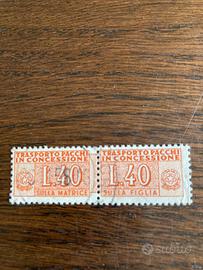 TRASPORTO PACCHI TRASPORTO PACCHI
IN CONCESSIONE IN CONCESSIONE
L.40 L.40
SULLA MATRICE SULLA FIGLIA
subito